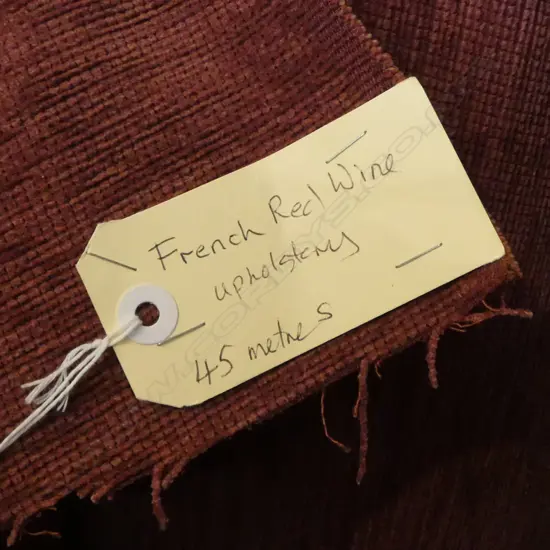 French Red Wine
upholstery
45 metres